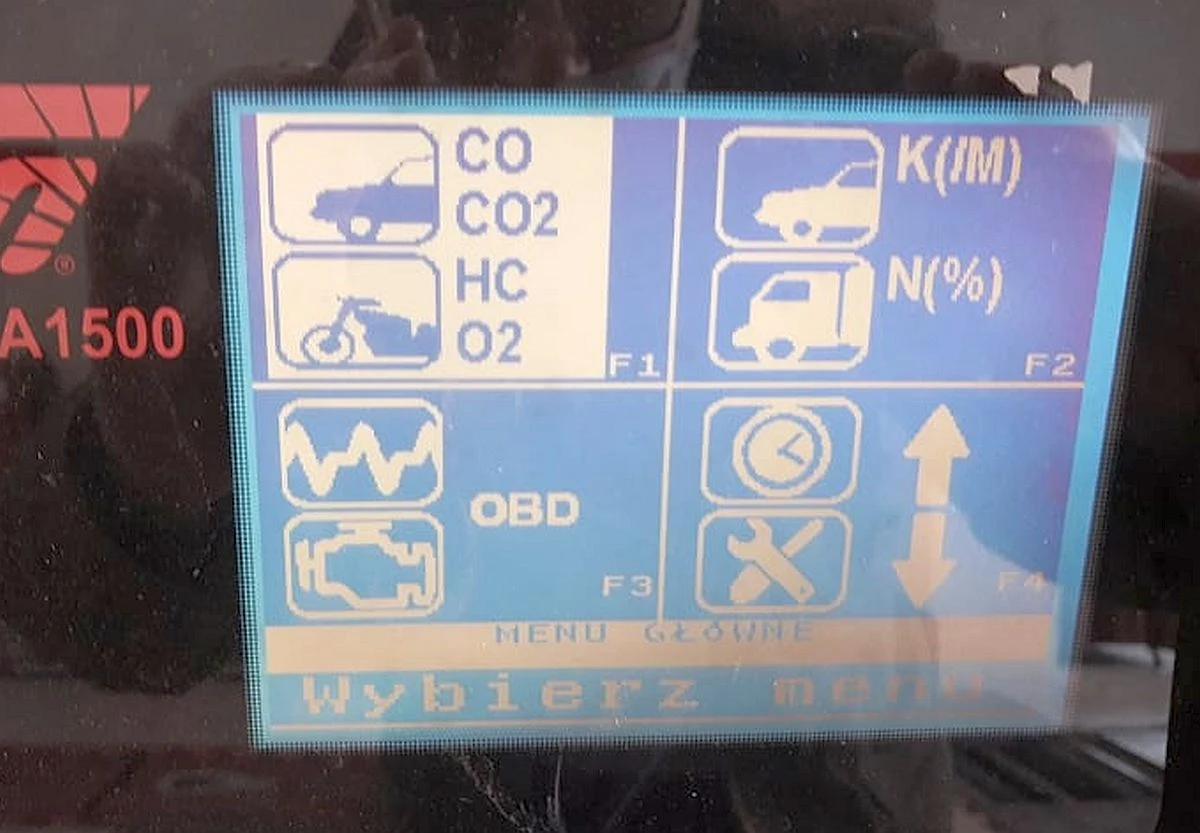 A1500
®
CO
CO2
HC
O2
F1
K(/M)
N(%)
F2
OBD
F3
F4
MENU GŁÓWNE
Wybierz menu